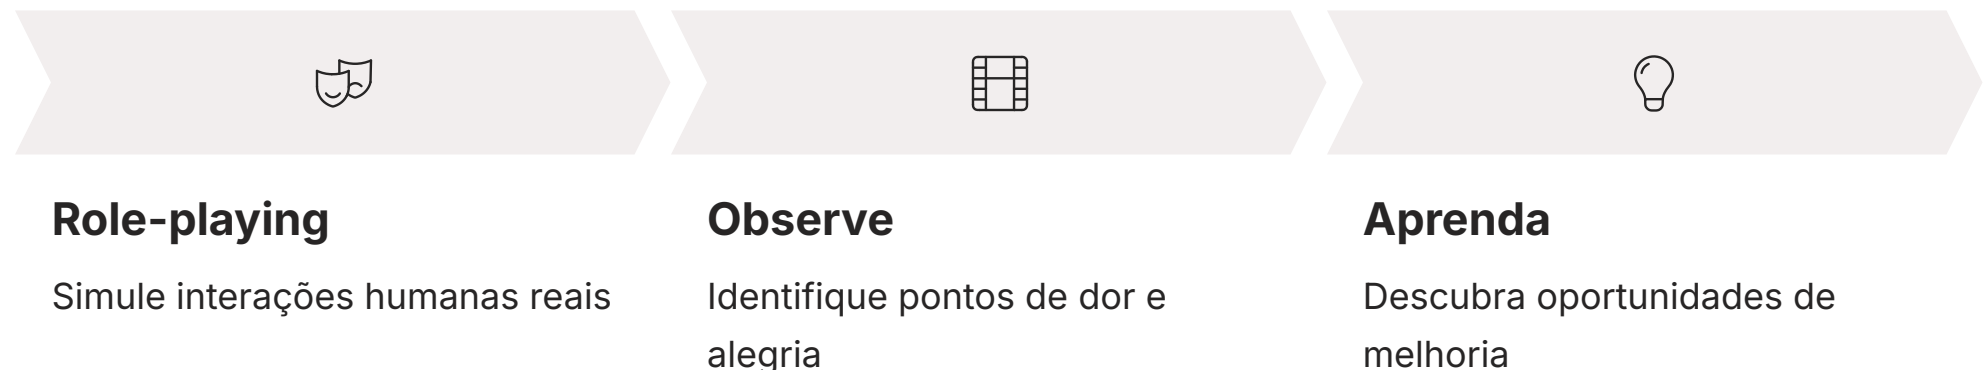 Role-playing
Simule interações humanas reais
Observe
Identifique pontos de dor e
alegria
Aprenda
Descubra oportunidades de
melhoria